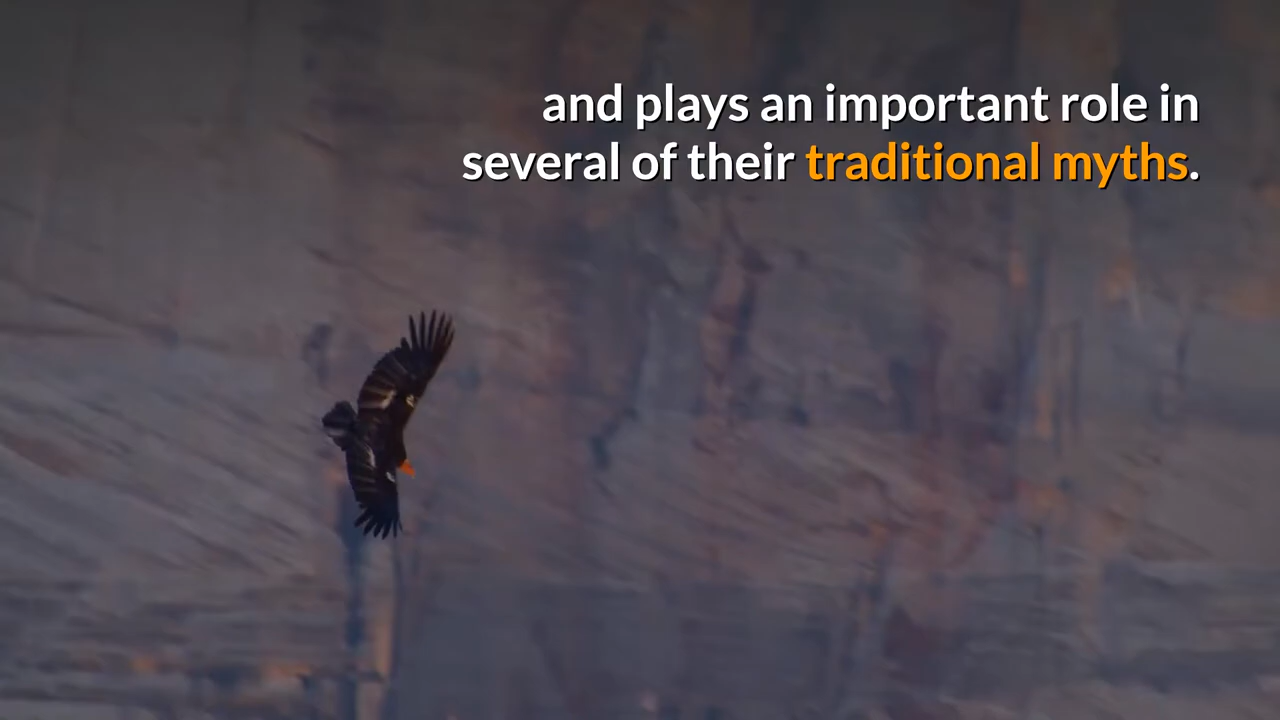 and plays an important role in
several of their traditional myths.